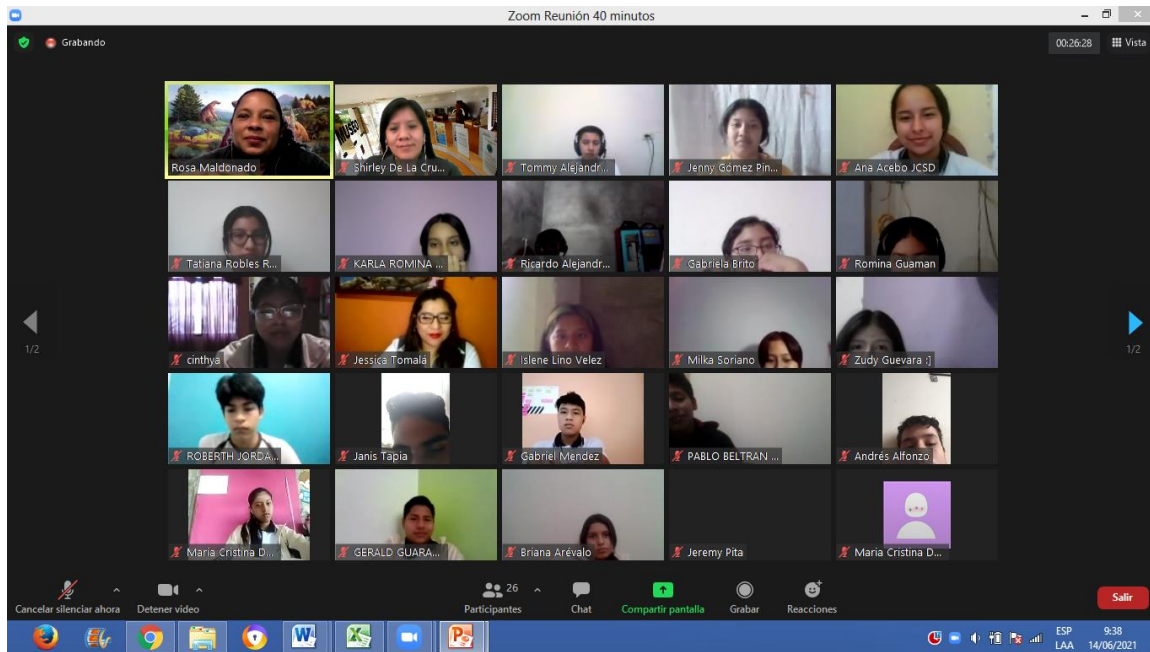 Zoom Reunión 40 minutos
Grabando
00:26:28
Vista
Rosa Maldonado
Shirley De La Cru...
Tommy Alejandr...
Jenny Gómez Pin...
Ana Acebo JCSD
Tatiana Robles R...
KARLA ROMINA ...
Ricardo Alejandr...
Gabriela Brito
Romina Guaman
cinthya
Jessica Tomalá
Islene Lino Velez
Milka Soriano
Zudy Guevara :]
1/2
1/2
ROBERTH JORDA...
Janis Tapia
Gabriel Mendez
PABLO BELTRAN ...
Andrés Alfonzo
Maria Cristina D...
GERALD GUARA...
Briana Arévalo
Jeremy Pita
Maria Cristina D...
26
Cancelar silenciar ahora
Detener video
Participantes
Chat
Compartir pantalla
Grabar
Reacciones
Salir
ESP
LAA
9:38
14/06/2021